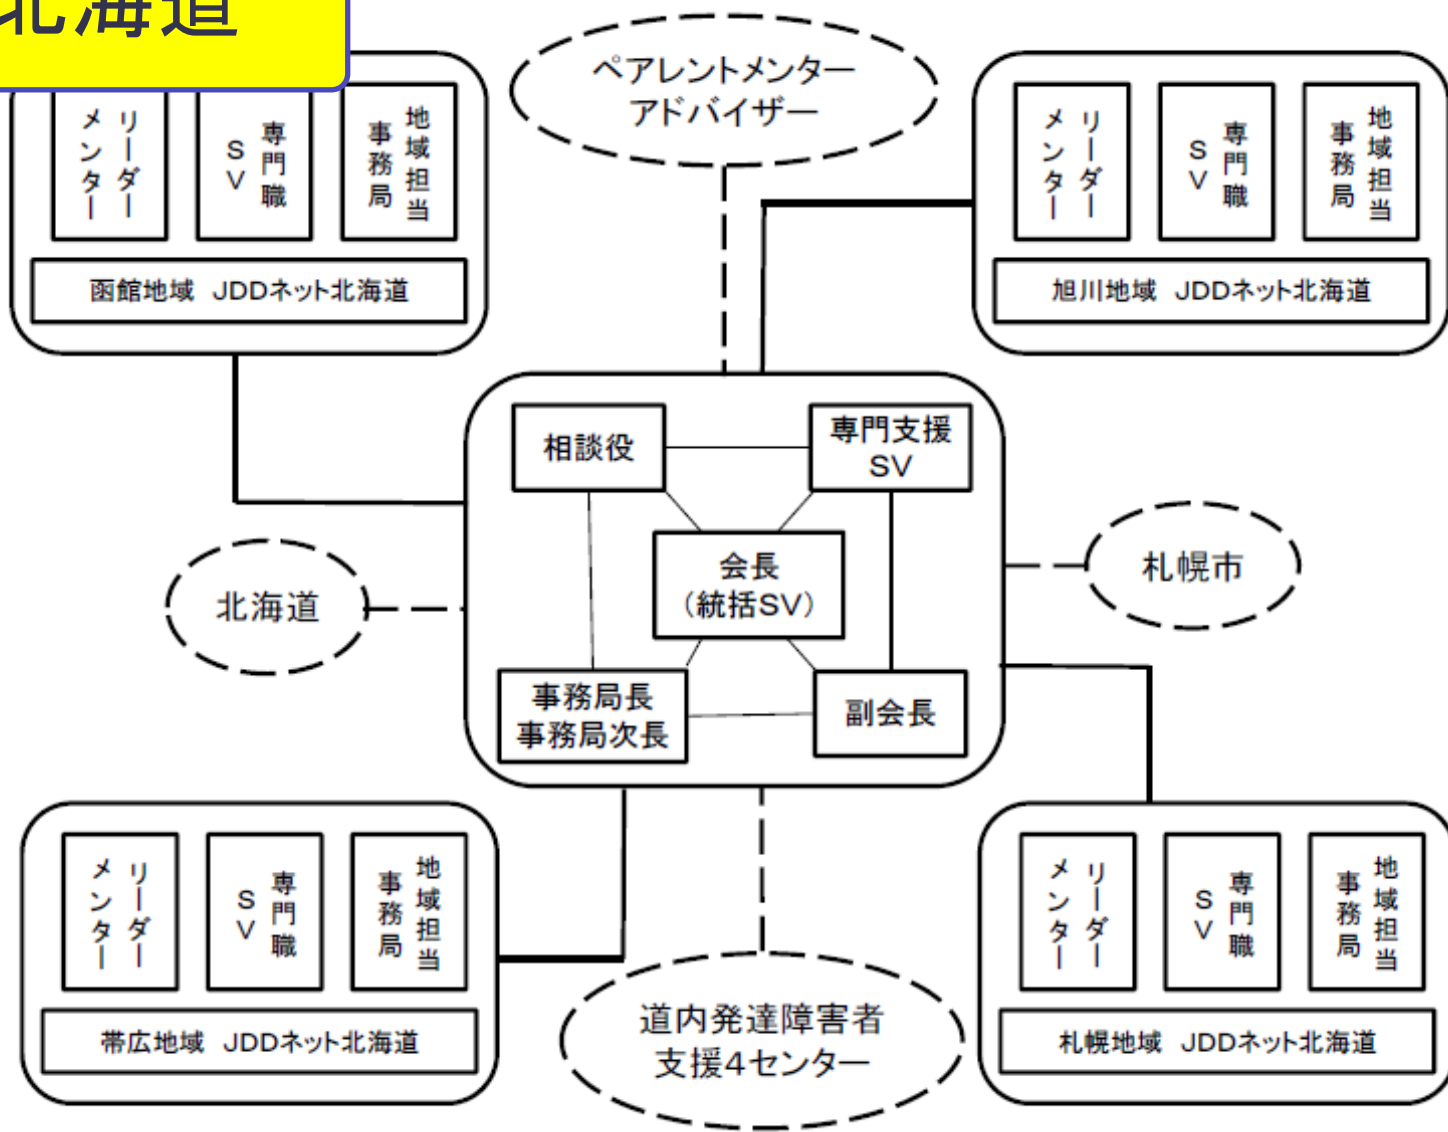 北海道
ペアレントメンター
アドバイザー
リーダー
メンター
専門職
SV
地域担当
事務局
函館地域 JDDネット北海道
リーダー
メンター
専門職
SV
地域担当
事務局
旭川地域 JDDネット北海道
相談役
専門支援
SV
会長
(統括SV)
事務局長
事務局次長
副会長
北海道
札幌市
リーダー
メンター
専門職
SV
地域担当
事務局
帯広地域 JDDネット北海道
道内発達障害者
支援4センター
リーダー
メンター
専門職
SV
地域担当
事務局
札幌地域 JDDネット北海道